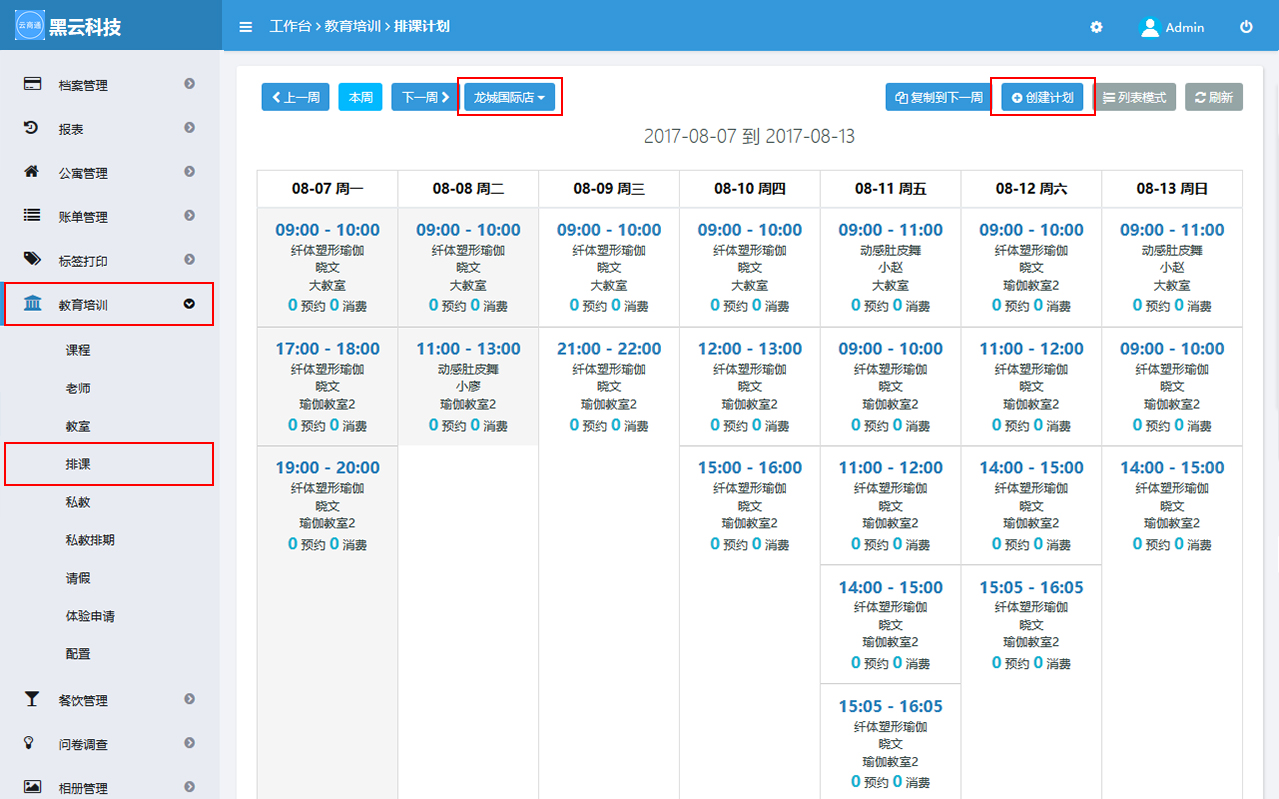 云商通
黑云科技
工作台 > 教育培训 > 排课计划
Admin
档案管理
报表
公寓管理
账单管理
标签打印
教育培训
课程
老师
教室
排课
私教
私教排期
请假
体验申请
配置
餐饮管理
问卷调查
相册管理
上一周 本周 下一周 龙城国际店
复制到下一周 创建计划 列表模式 刷新
2017-08-07 到 2017-08-13
08-07 周一
09:00 - 10:00
纤体塑形瑜伽
晓文
大教室
0 预约 0 消费
17:00 - 18:00
纤体塑形瑜伽
晓文
瑜伽教室2
0 预约 0 消费
19:00 - 20:00
纤体塑形瑜伽
晓文
瑜伽教室2
0 预约 0 消费
08-08 周二
09:00 - 10:00
纤体塑形瑜伽
晓文
大教室
0 预约 0 消费
11:00 - 13:00
动感肚皮舞
小廖
瑜伽教室2
0 预约 0 消费
08-09 周三
09:00 - 10:00
纤体塑形瑜伽
晓文
大教室
0 预约 0 消费
21:00 - 22:00
纤体塑形瑜伽
晓文
瑜伽教室2
0 预约 0 消费
08-10 周四
09:00 - 10:00
纤体塑形瑜伽
晓文
大教室
0 预约 0 消费
12:00 - 13:00
纤体塑形瑜伽
晓文
瑜伽教室2
0 预约 0 消费
15:00 - 16:00
纤体塑形瑜伽
晓文
瑜伽教室2
0 预约 0 消费
08-11 周五
09:00 - 11:00
动感肚皮舞
小赵
大教室
0 预约 0 消费
09:00 - 10:00
纤体塑形瑜伽
晓文
瑜伽教室2
0 预约 0 消费
11:00 - 12:00
纤体塑形瑜伽
晓文
瑜伽教室2
0 预约 0 消费
14:00 - 15:00
纤体塑形瑜伽
晓文
瑜伽教室2
0 预约 0 消费
15:05 - 16:05
纤体塑形瑜伽
晓文
瑜伽教室2
0 预约 0 消费
08-12 周六
09:00 - 10:00
纤体塑形瑜伽
晓文
瑜伽教室2
0 预约 0 消费
11:00 - 12:00
纤体塑形瑜伽
晓文
瑜伽教室2
0 预约 0 消费
14:00 - 15:00
纤体塑形瑜伽
晓文
瑜伽教室2
0 预约 0 消费
15:05 - 16:05
纤体塑形瑜伽
晓文
瑜伽教室2
0 预约 0 消费
08-13 周日
09:00 - 11:00
动感肚皮舞
小赵
大教室
0 预约 0 消费
09:00 - 10:00
纤体塑形瑜伽
晓文
瑜伽教室2
0 预约 0 消费
14:00 - 15:00
纤体塑形瑜伽
晓文
瑜伽教室2
0 预约 0 消费